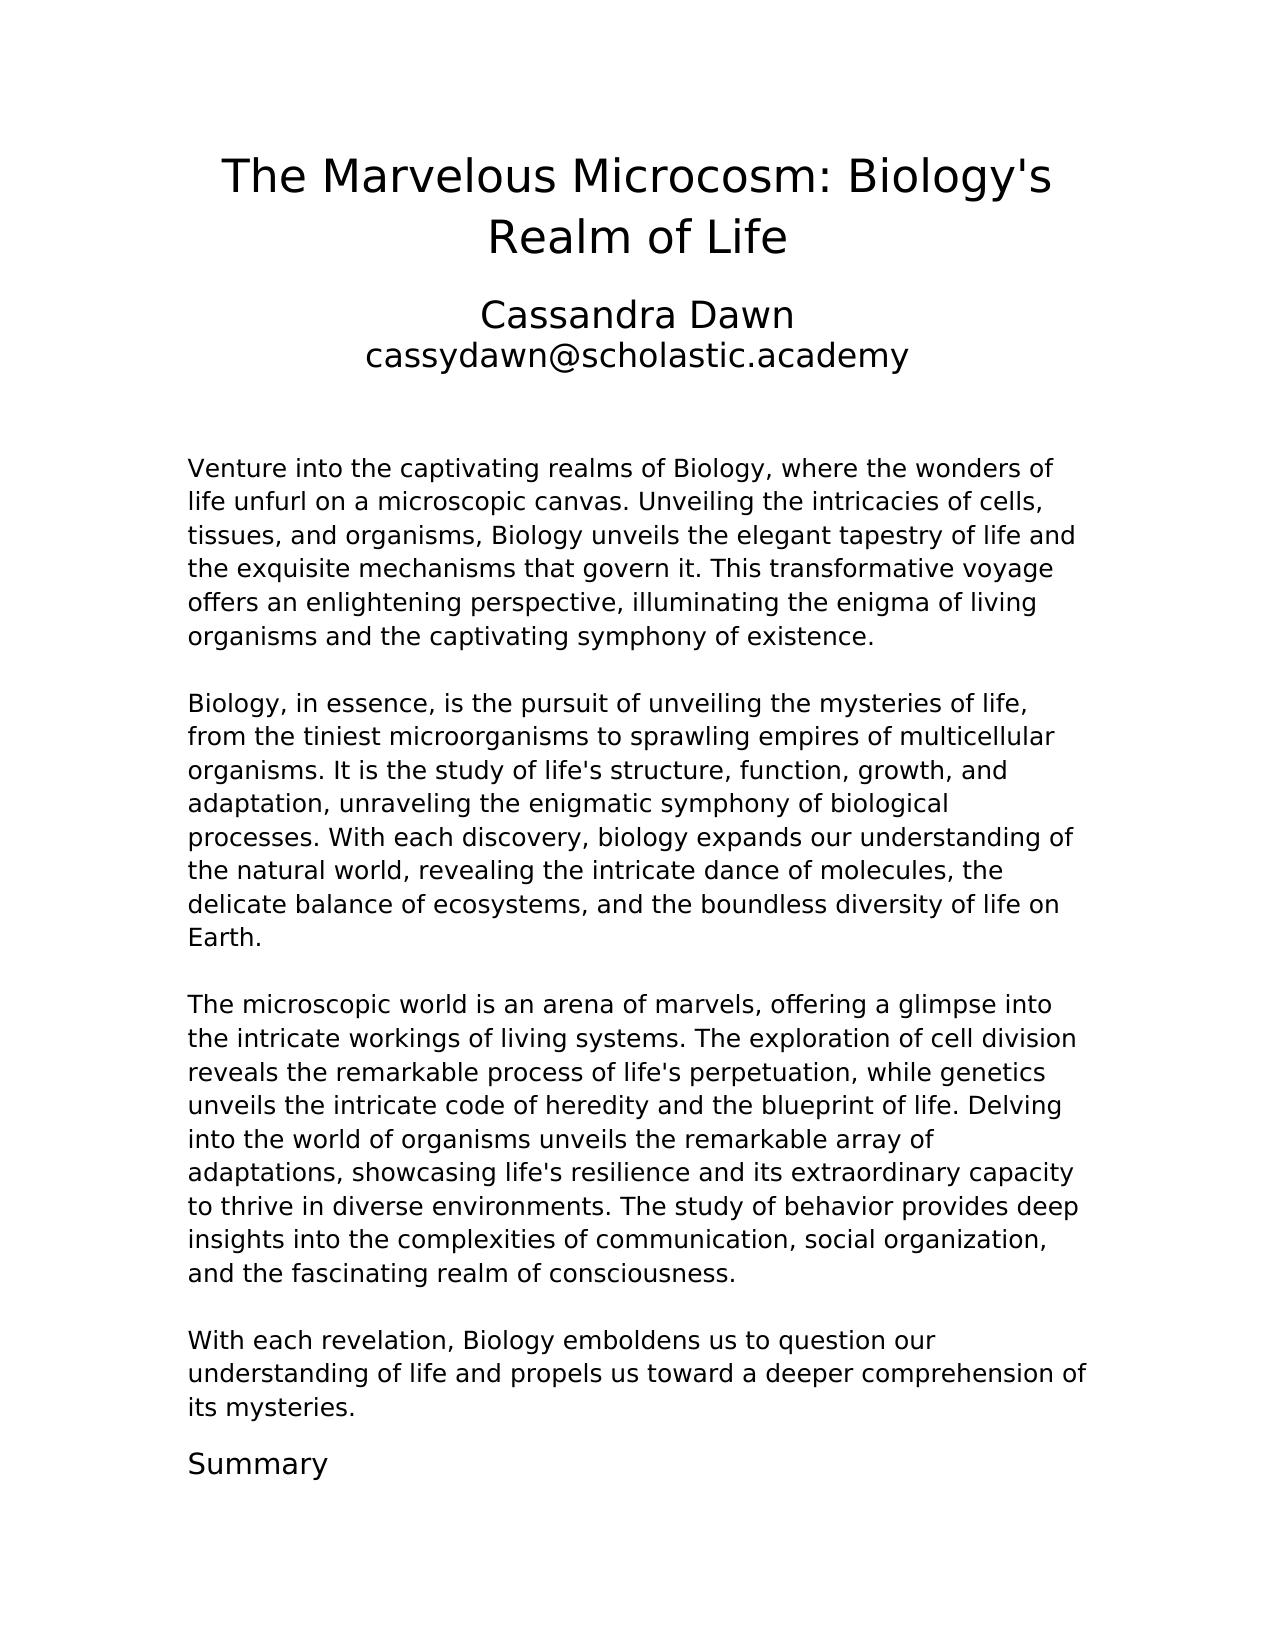 The Marvelous Microcosm: Biology's
Realm of Life
Cassandra Dawn
cassydawn@scholastic.academy
Venture into the captivating realms of Biology, where the wonders of
life unfurl on a microscopic canvas. Unveiling the intricacies of cells,
tissues, and organisms, Biology unveils the elegant tapestry of life and
the exquisite mechanisms that govern it. This transformative voyage
offers an enlightening perspective, illuminating the enigma of living
organisms and the captivating symphony of existence.
Biology, in essence, is the pursuit of unveiling the mysteries of life,
from the tiniest microorganisms to sprawling empires of multicellular
organisms. It is the study of life's structure, function, growth, and
adaptation, unraveling the enigmatic symphony of biological
processes. With each discovery, biology expands our understanding of
the natural world, revealing the intricate dance of molecules, the
delicate balance of ecosystems, and the boundless diversity of life on
Earth.
The microscopic world is an arena of marvels, offering a glimpse into
the intricate workings of living systems. The exploration of cell division
reveals the remarkable process of life's perpetuation, while genetics
unveils the intricate code of heredity and the blueprint of life. Delving
into the world of organisms unveils the remarkable array of
adaptations, showcasing life's resilience and its extraordinary capacity
to thrive in diverse environments. The study of behavior provides deep
insights into the complexities of communication, social organization,
and the fascinating realm of consciousness.
With each revelation, Biology emboldens us to question our
understanding of life and propels us toward a deeper comprehension of
its mysteries.
Summary